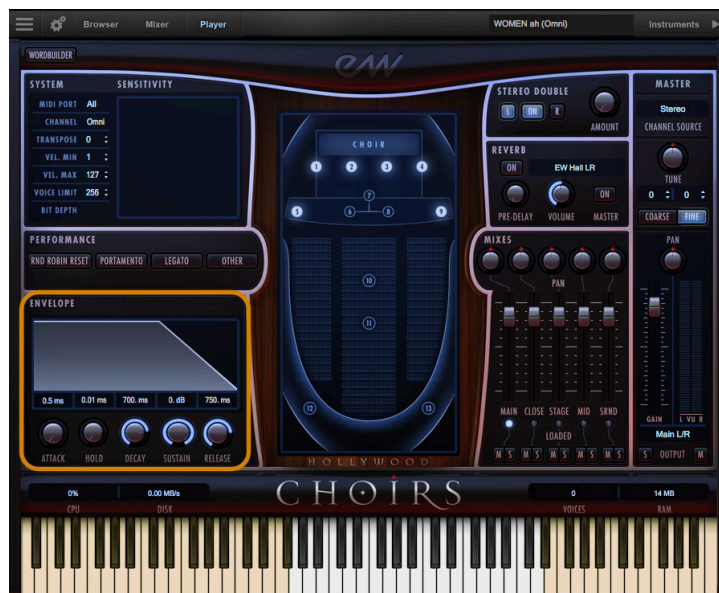 Browser Mixer Player WOMEN ah (Omni) Instruments
WORDBUILDER
EW
SYSTEM SENSITIVITY
MIDI PORT All
CHANNEL Omni
TRANSPOSE 0
VEL. MIN 1
VEL. MAX 127
VOICE LIMIT 256
BIT DEPTH
PERFORMANCE
RND ROBIN RESET PORTAMENTO LEGATO OTHER
ENVELOPE
0.5 ms 0.01 ms 700. ms 0. dB 750. ms
ATTACK HOLD DECAY SUSTAIN RELEASE
CHOIR
1 2 3 4
7
5 6 8 9
10
11
12 13
HOLLYWOOD
CHOIRS
STEREO DOUBLE
L ON R
AMOUNT
REVERB
ON EW Hall LR
ON
PRE-DELAY VOLUME MASTER
MIXES
PAN
MAIN CLOSE STAGE MID SRND
LOADED
M S M S M S M S M S
MASTER
Stereo
CHANNEL SOURCE
TUNE
0 0
COARSE FINE
PAN
GAIN L VU R
Main L/R
S OUTPUT M
0% 0.00 MB/s
CPU DISK
0 14 MB
VOICES RAM